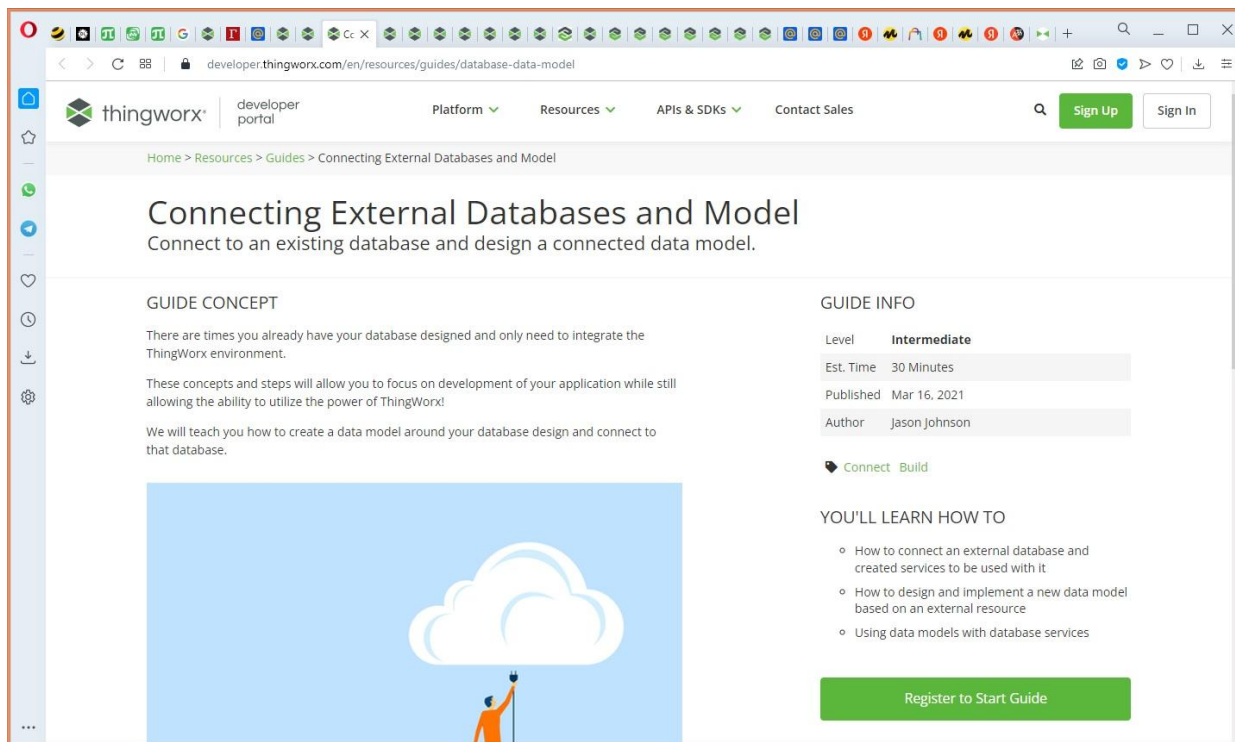 Cc
developer.thingworx.com/en/resources/guides/database-data-model
thingworx® developer portal
Platform Resources APIs & SDKs Contact Sales Sign Up Sign In
Home > Resources > Guides > Connecting External Databases and Model
Connecting External Databases and Model
Connect to an existing database and design a connected data model.
GUIDE CONCEPT
There are times you already have your database designed and only need to integrate the
ThingWorx environment.
These concepts and steps will allow you to focus on development of your application while still
allowing the ability to utilize the power of ThingWorx!
We will teach you how to create a data model around your database design and connect to
that database.
GUIDE INFO
Level Intermediate
Est. Time 30 Minutes
Published Mar 16, 2021
Author Jason Johnson
Connect Build
YOU'LL LEARN HOW TO
How to connect an external database and
created services to be used with it
How to design and implement a new data model
based on an external resource
Using data models with database services
Register to Start Guide